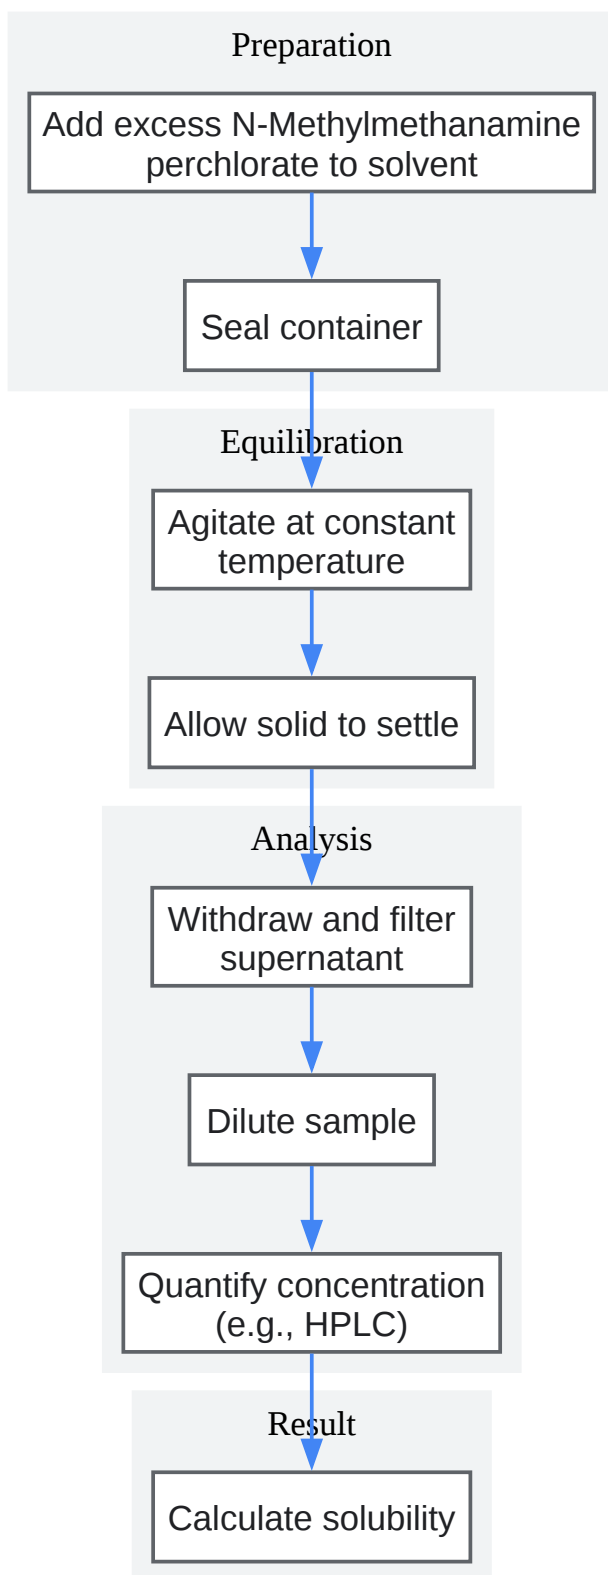 Preparation
Add excess N-Methylmethanamine
perchlorate to solvent
Seal container
Equilibration
Agitate at constant
temperature
Allow solid to settle
Analysis
Withdraw and filter
supernatant
Dilute sample
Quantify concentration
(e.g., HPLC)
Result
Calculate solubility